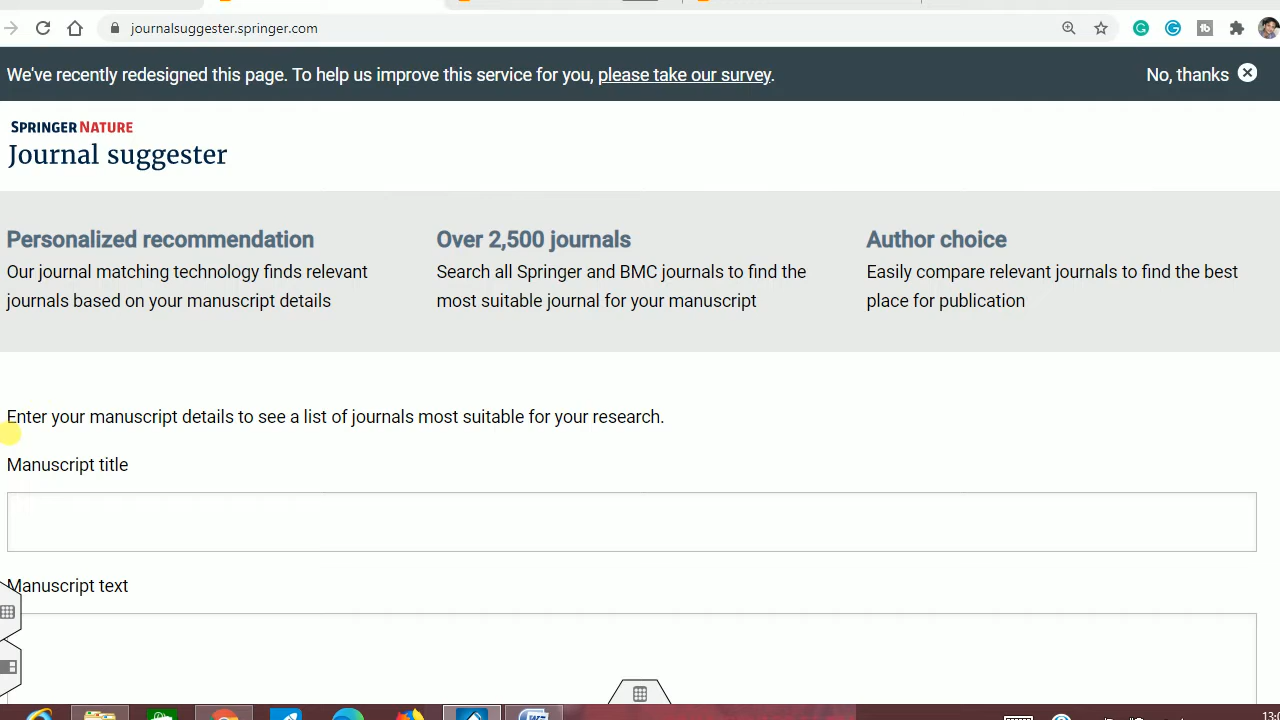 journalsuggester.springer.com
We've recently redesigned this page. To help us improve this service for you, please take our survey.
No, thanks
SPRINGER NATURE
Journal suggester
Personalized recommendation
Our journal matching technology finds relevant
journals based on your manuscript details
Over 2,500 journals
Search all Springer and BMC journals to find the
most suitable journal for your manuscript
Author choice
Easily compare relevant journals to find the best
place for publication
Enter your manuscript details to see a list of journals most suitable for your research.
Manuscript title
Manuscript text